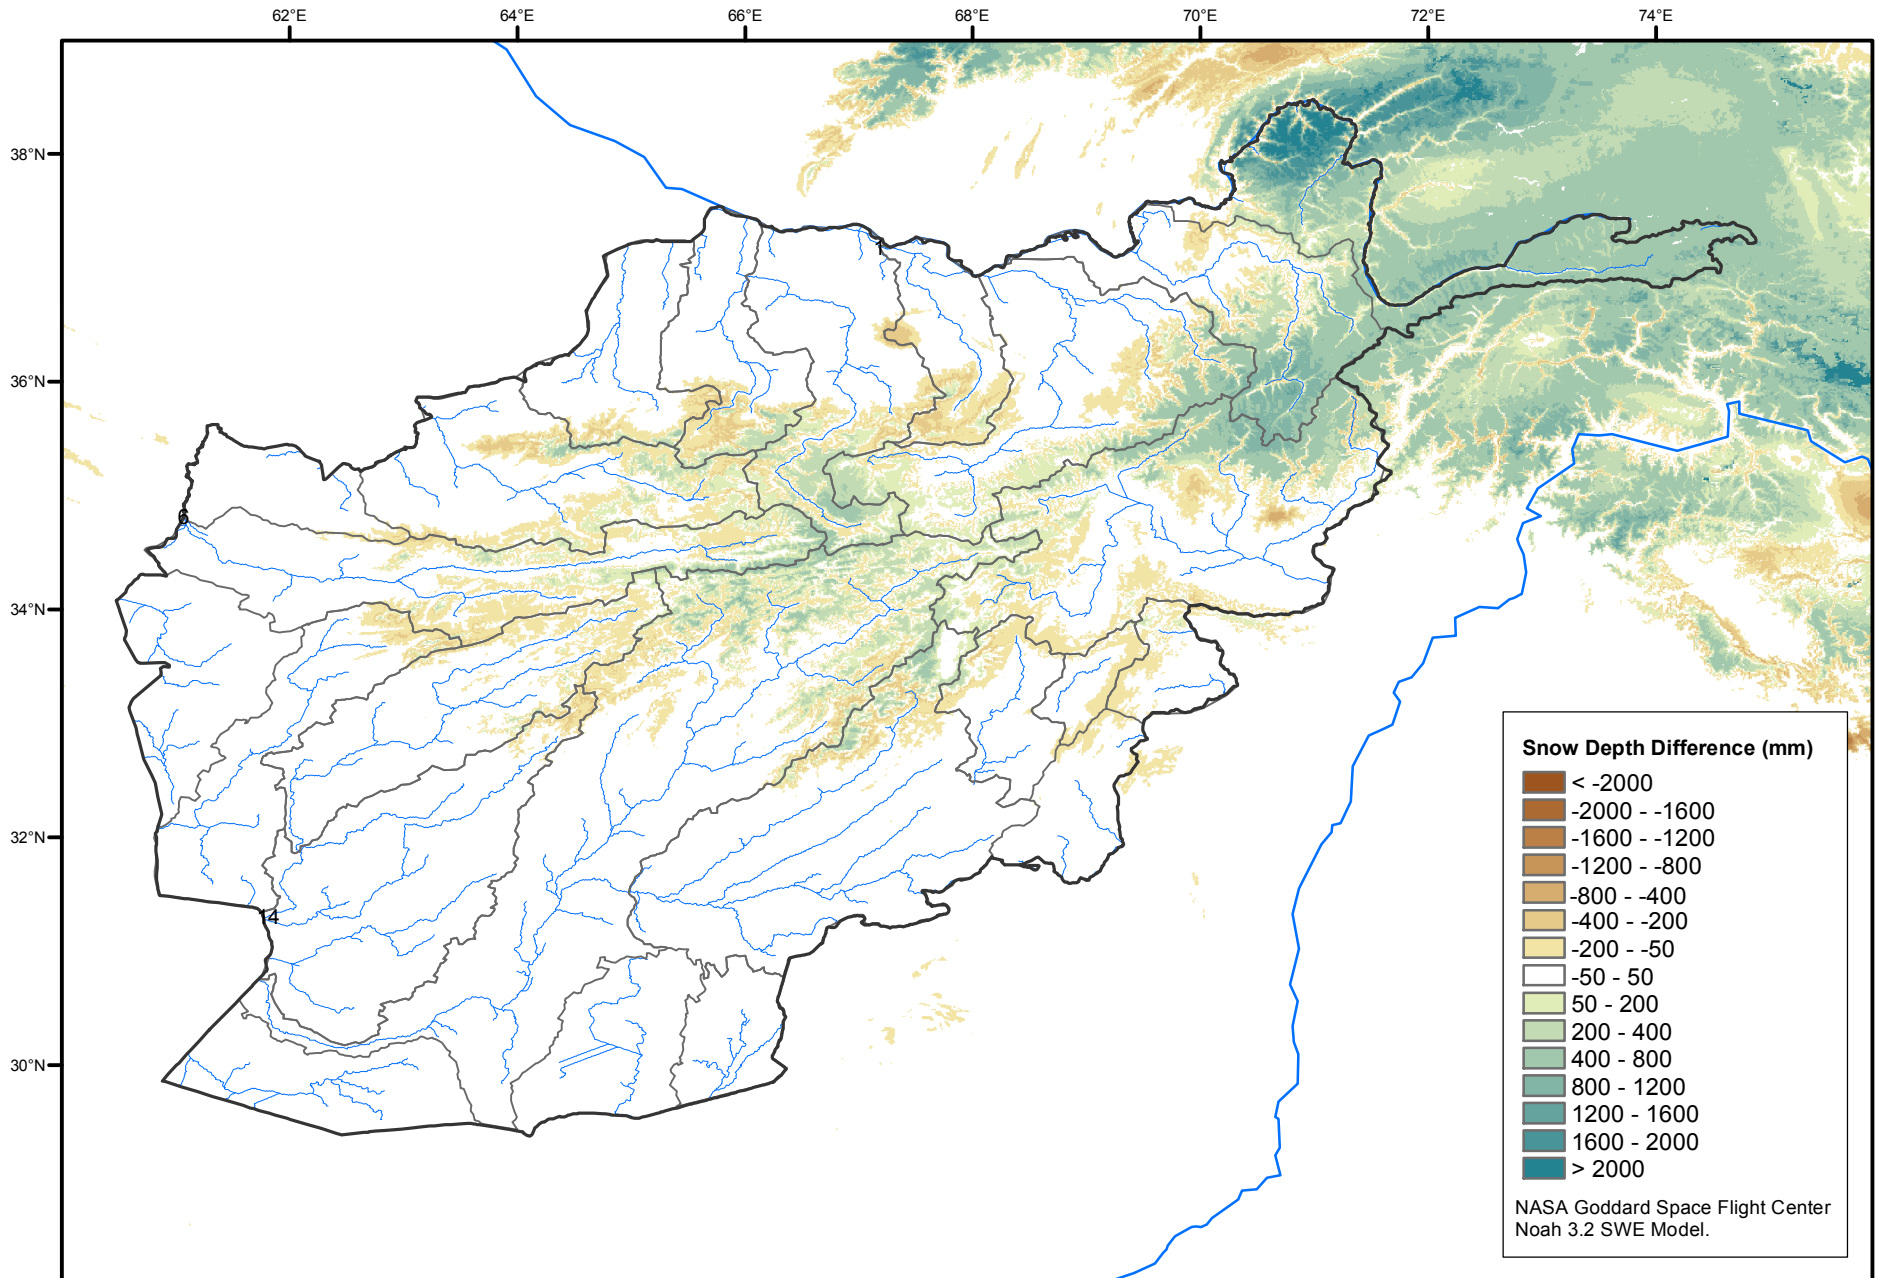 62°E 64°E 66°E 68°E 70°E 72°E 74°E
38°N
1
36°N
6
34°N
32°N
14
30°N
Snow Depth Difference (mm)
< -2000
-2000 - -1600
-1600 - -1200
-1200 - -800
-800 - -400
-400 - -200
-200 - -50
-50 - 50
50 - 200
200 - 400
400 - 800
800 - 1200
1200 - 1600
1600 - 2000
> 2000
NASA Goddard Space Flight Center
Noah 3.2 SWE Model.